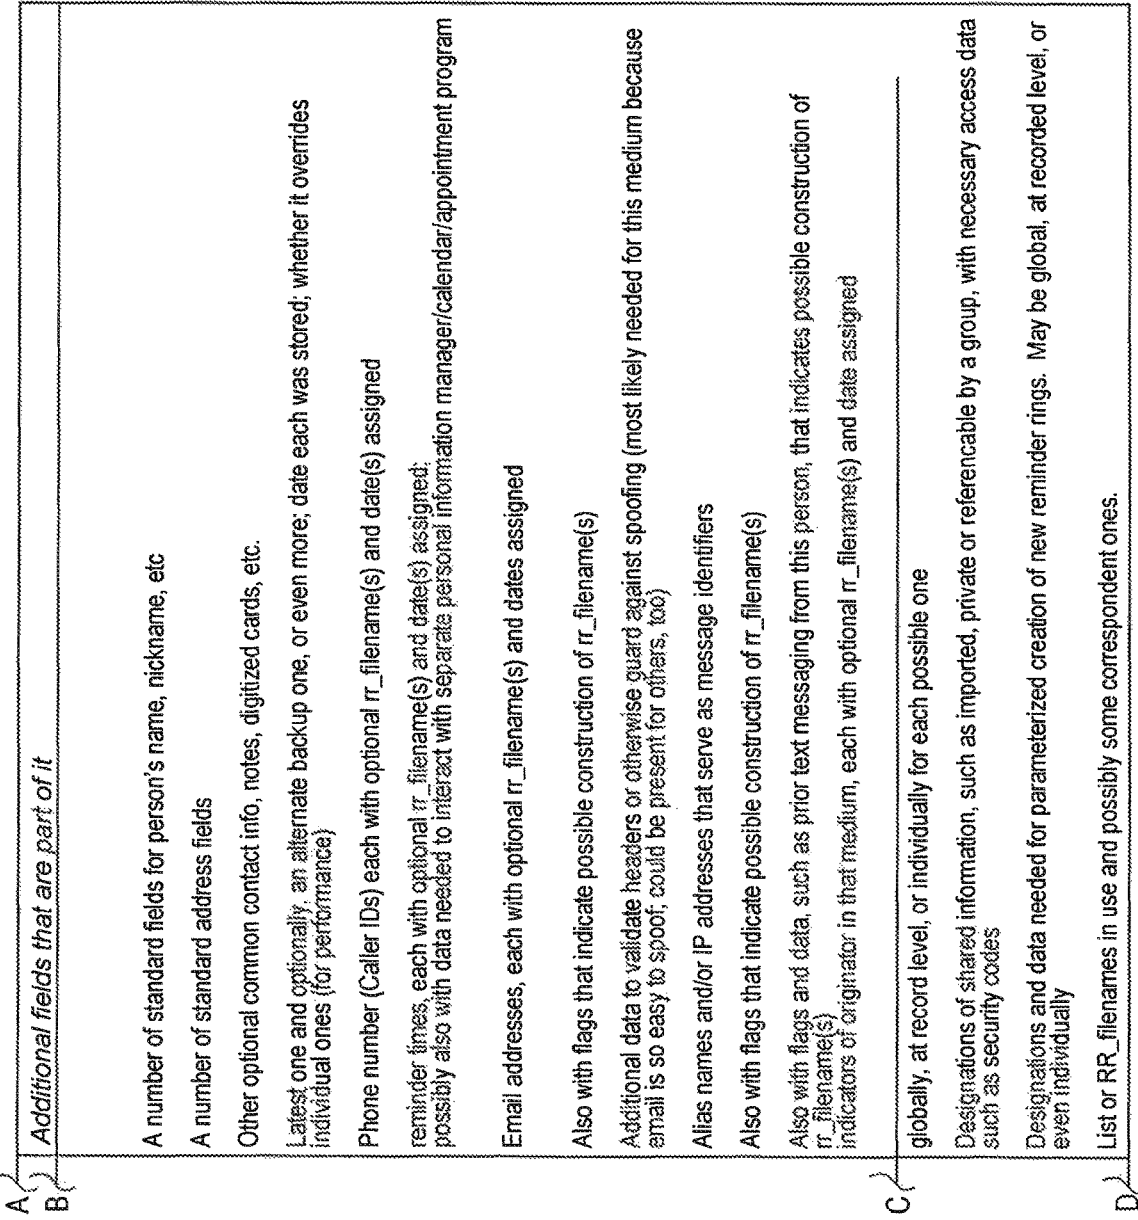 A
B
Additional fields that are part of it
A number of standard fields for person's name, nickname, etc
A number of standard address fields
Other optional common contact info, notes, digitized cards, etc.
Latest one and optionally, an alternate backup one, or even more; date each was stored; whether it overrides
individual ones (for performance)
Phone number (Caller IDs) each with optional rr_filename(s) and date(s) assigned
reminder times, each with optional rr_filename(s) and date(s) assigned;
possibly also with data needed to interact with separate personal information manager/calendar/appointment program
Email addresses, each with optional rr_filename(s) and dates assigned
Also with flags that indicate possible construction of rr_filename(s)
Additional data to validate headers or otherwise guard against spoofing (most likely needed for this medium because
email is so easy to spoof; could be present for others, too)
Alias names and/or IP addresses that serve as message identifiers
Also with flags that indicate possible construction of rr_filename(s)
Also with flags and data, such as prior text messaging from this person, that indicates possible construction of
rr_filename(s)
indicators of originator in that medium, each with optional rr_filename(s) and date assigned
C
globally, at record level, or individually for each possible one
Designations of shared information, such as imported, private or referencable by a group, with necessary access data
such as security codes
Designations and data needed for parameterized creation of new reminder rings. May be global, at recorded level, or
even individually
List or RR_filenames in use and possibly some correspondent ones.
D